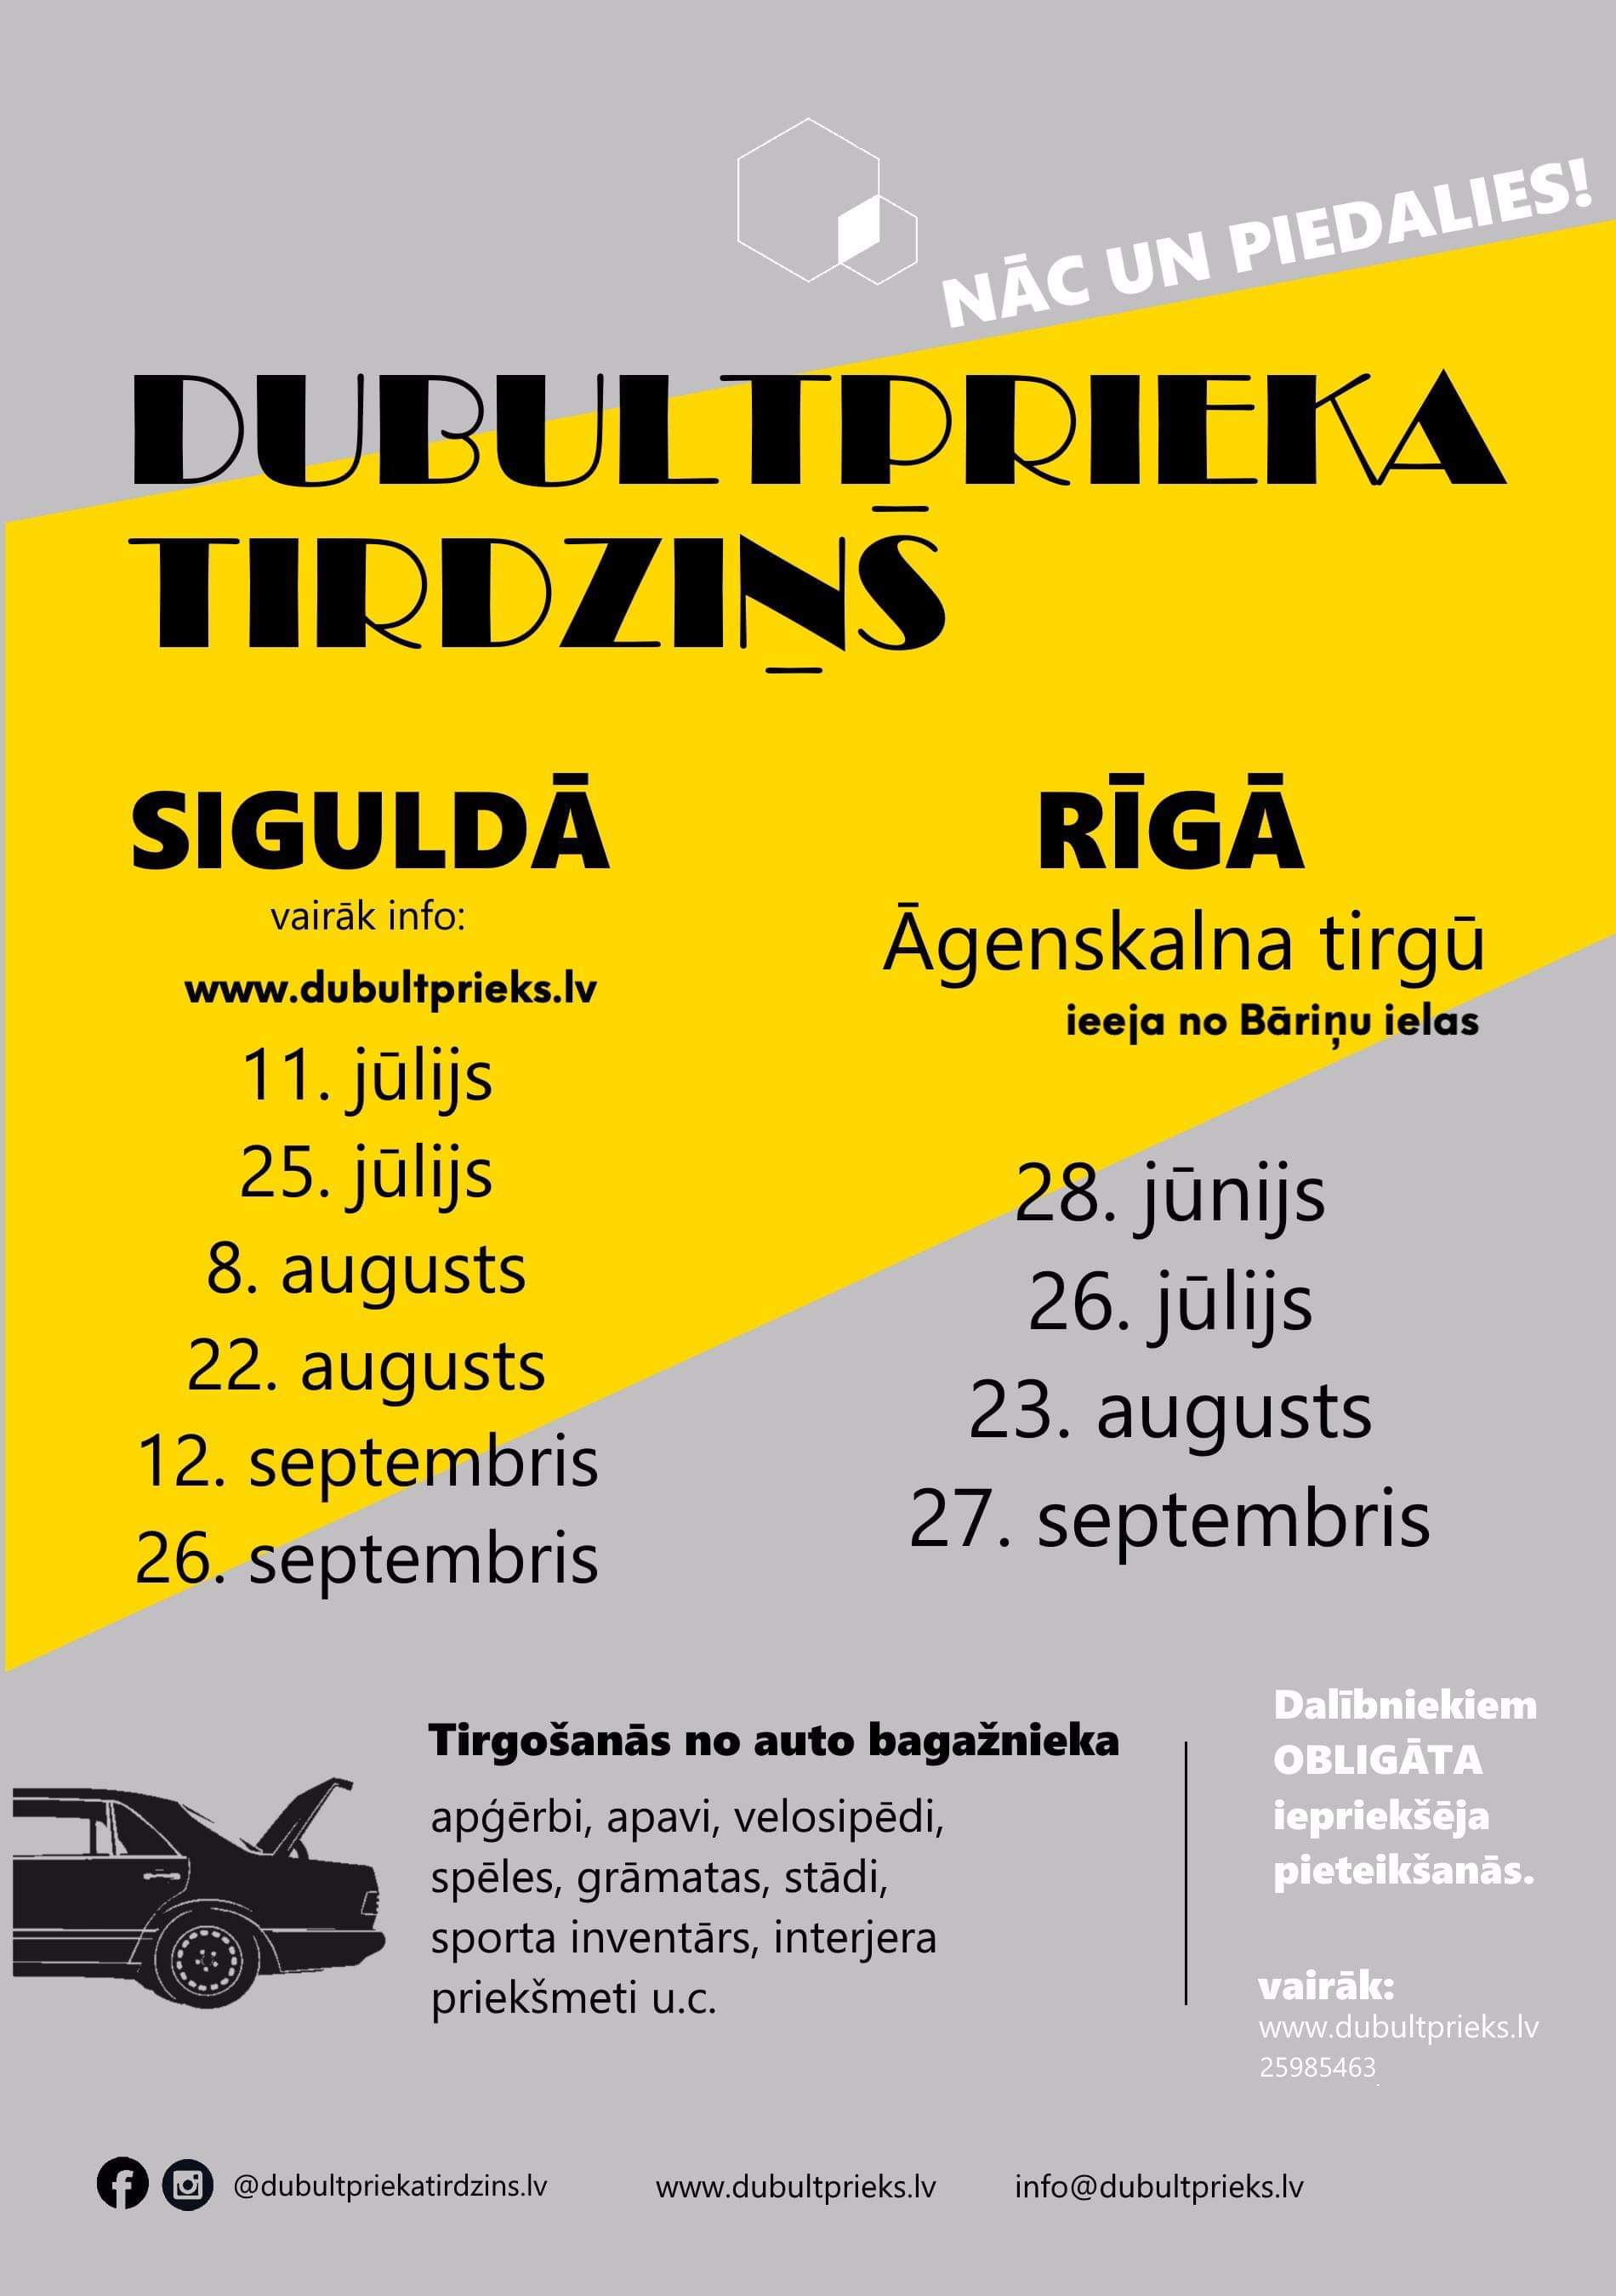 NĀC UN PIEDALIES!
DUBULTPRIEKA
TIRDZIŅŠ
SIGULDĀ
vairāk info:
www.dubultprieks.lv
11. jūlijs
25. jūlijs
8. augusts
22. augusts
12. septembris
26. septembris
RĪGĀ
Āgenskalna tirgū
ieeja no Bāriņu ielas
28. jūnijs
26. jūlijs
23. augusts
27. septembris
Tirgošanās no auto bagažnieka
apģērbi, apavi, velosipēdi,
spēles, grāmatas, stādi,
sporta inventārs, interjera
priekšmeti u.c.
Dalībniekiem
OBLIGĀTA
iepriekšēja
pieteikšanās.
vairāk:
www.dubultprieks.lv
25985463
@dubultpriekatirdzins.lv
www.dubultprieks.lv
info@dubultprieks.lv